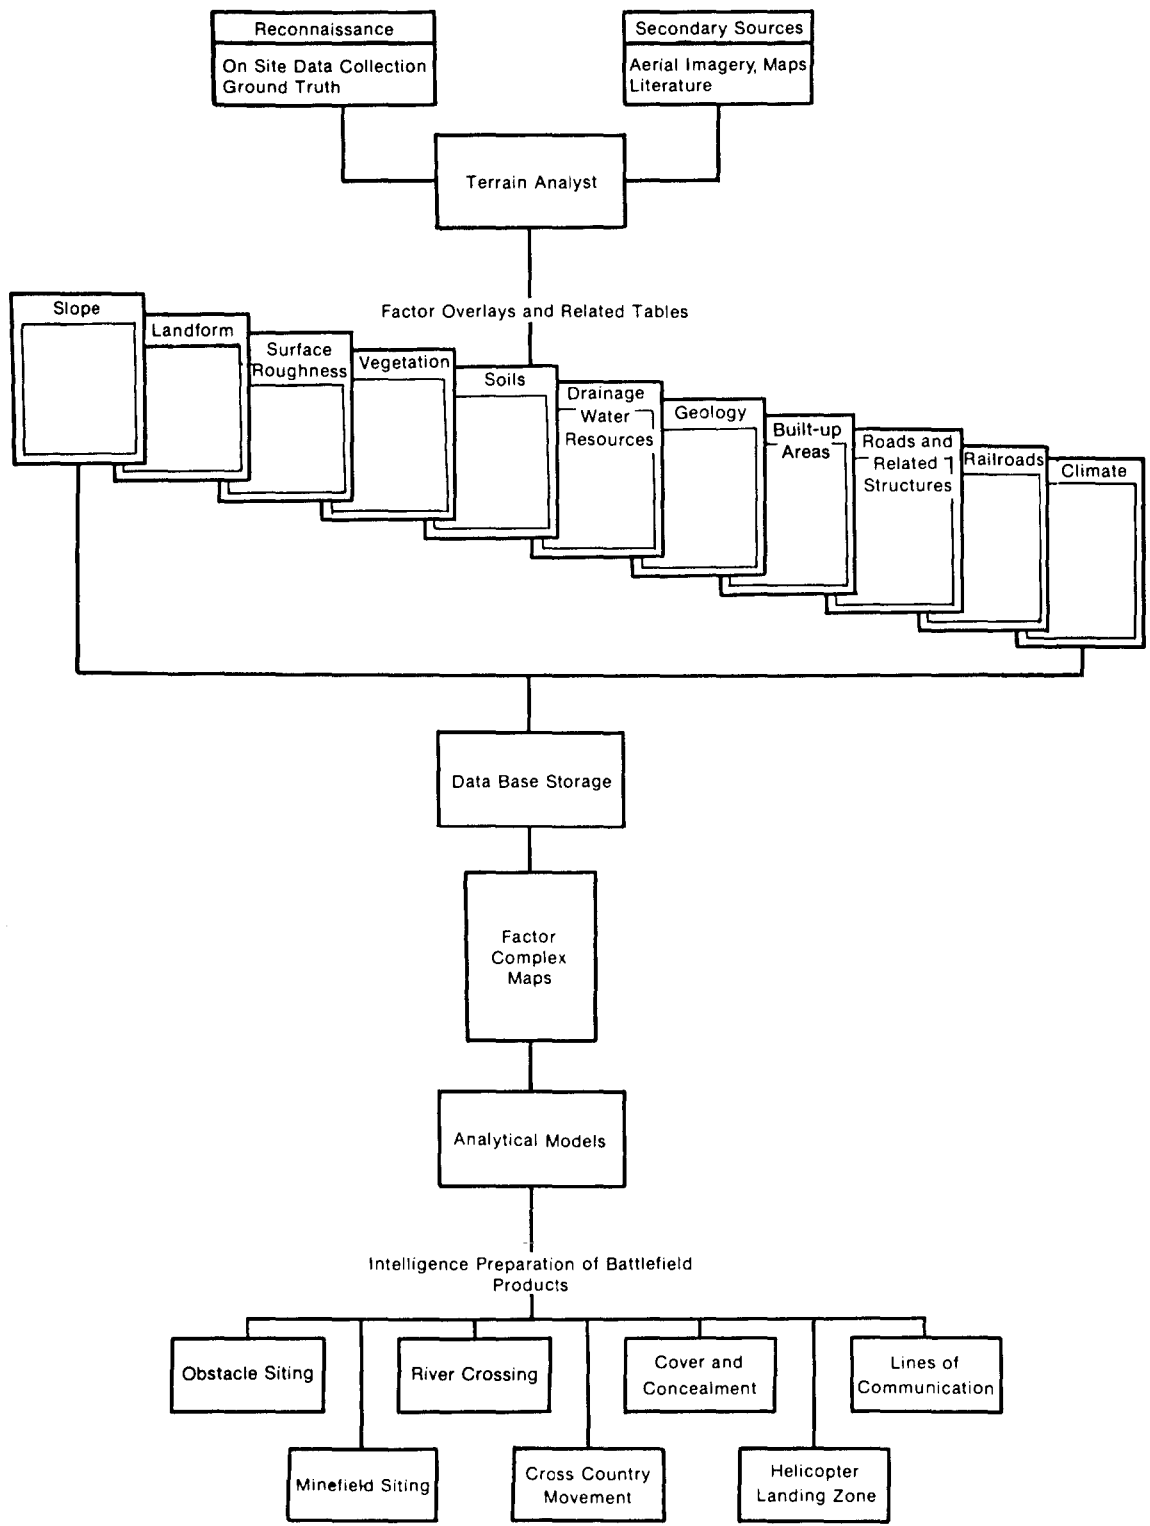 Reconnaissance
On Site Data Collection
Ground Truth
Secondary Sources
Aerial Imagery, Maps
Literature
Terrain Analyst
Factor Overlays and Related Tables
Slope
Landform
Surface
Roughness
Vegetation
Soils
Drainage
Water
Resources
Geology
Built-up
Areas
Roads and
Related
Structures
Railroads
Climate
Data Base Storage
Factor
Complex
Maps
Analytical Models
Intelligence Preparation of Battlefield
Products
Obstacle Siting
River Crossing
Cover and
Concealment
Lines of
Communication
Minefield Siting
Cross Country
Movement
Helicopter
Landing Zone